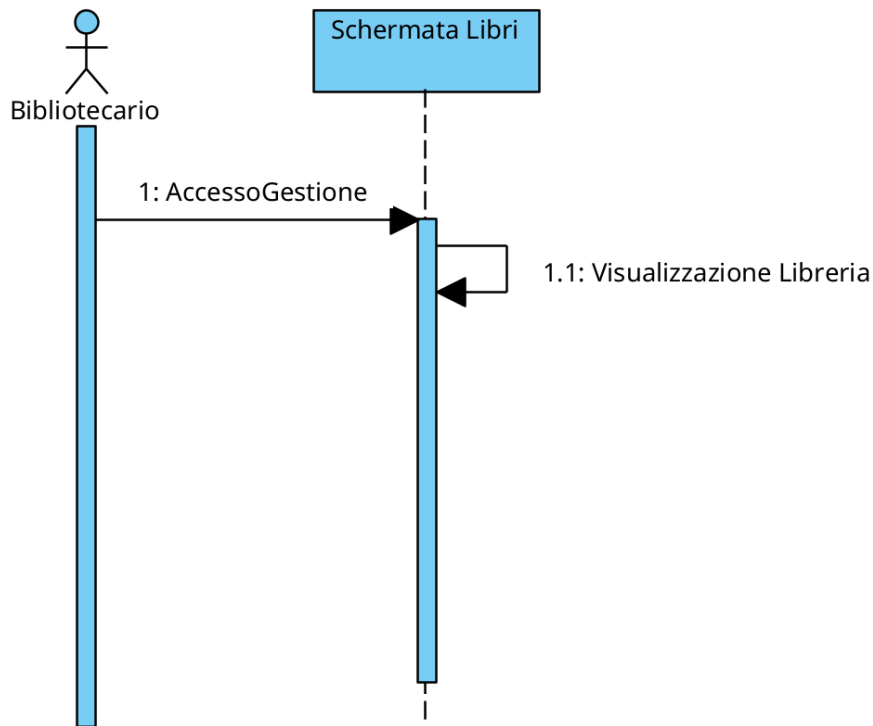 Schermata Libri
Bibliotecario
1: AccessoGestione
1.1: Visualizzazione Libreria